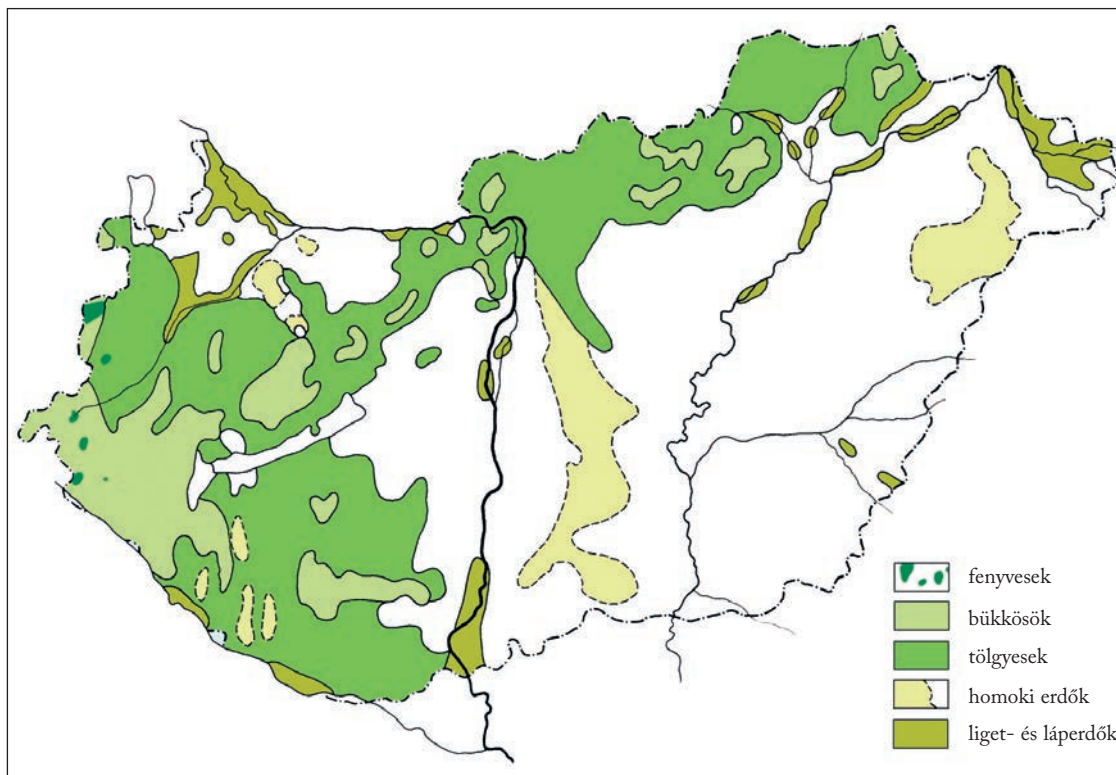 fenyvesek
bükkösök
tölgyesek
homoki erdők
liget- és láperdők